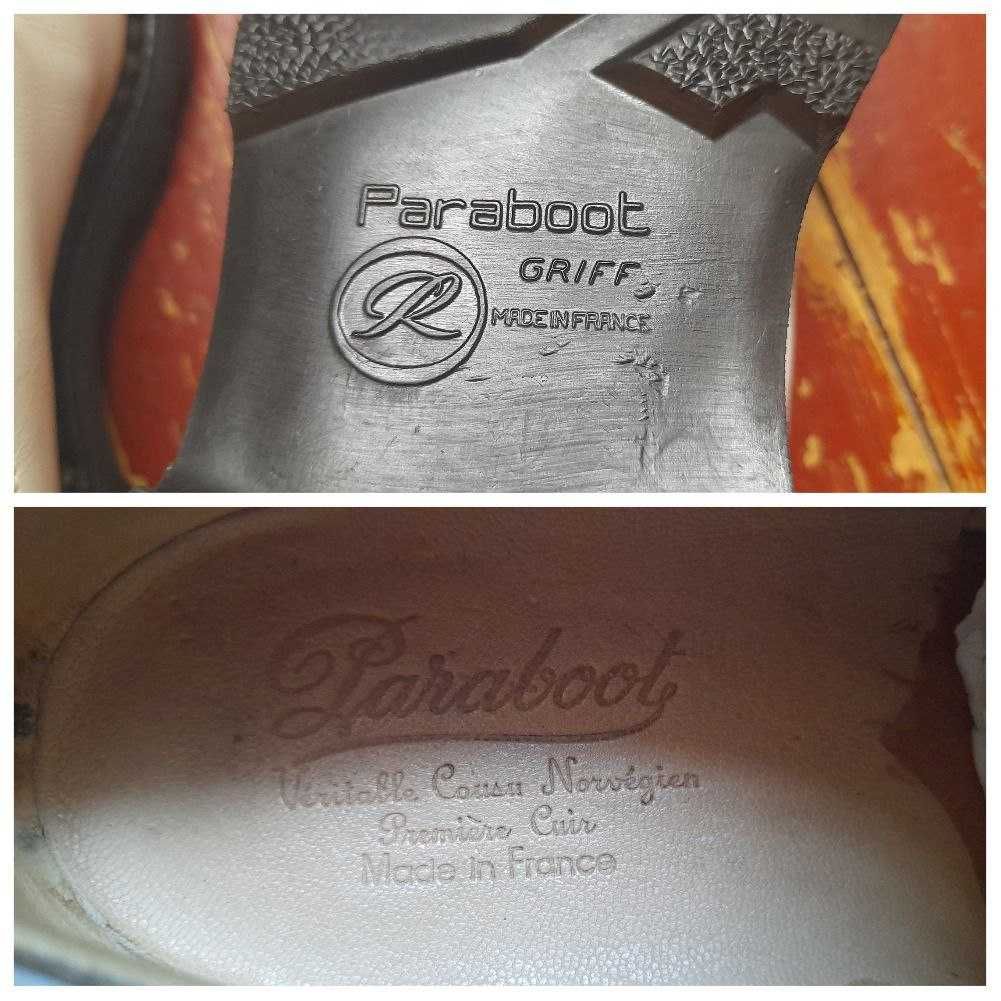 Paraboot
GRIFF
R MADE IN FRANCE
Paraboot
Véritable Cousu Norvégien
Première Cuir
Made in France